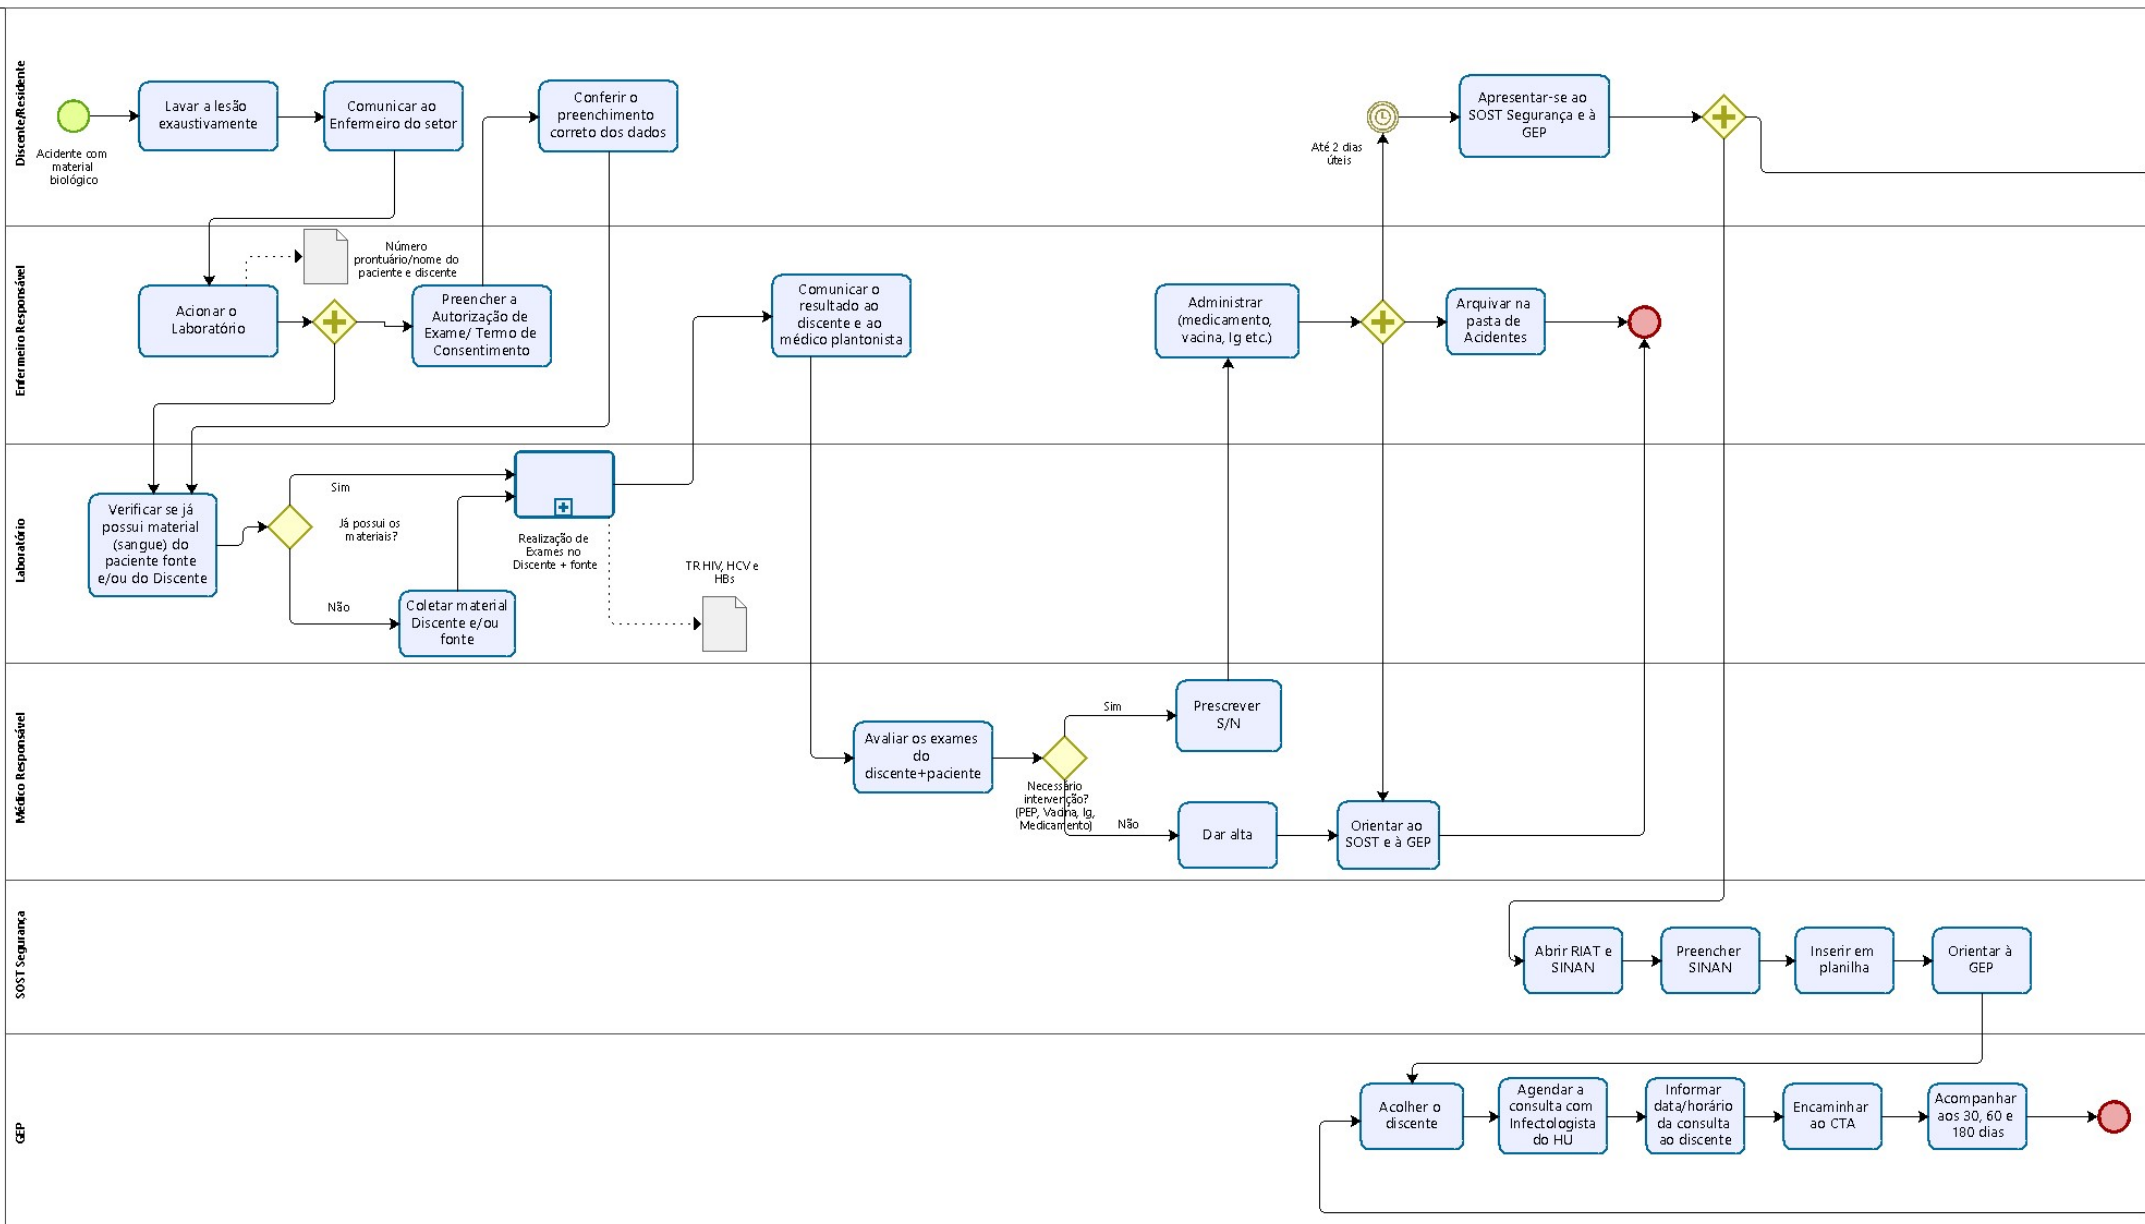 Discente/Residente
Acidente com
material
biológico
Lavar a lesão
exaustivamente
Comunicar ao
Enfermeiro do setor
Conferir o
preenchimento
correto dos dados
Até 2 dias
úteis
Apresentar-se ao
SOST Segurança e à
GEP
Enfermeiro Responsável
Acionar o
Laboratório
Número
prontuário/nome do
paciente e discente
Preencher a
Autorização de
Exame/ Termo de
Consentimento
Comunicar o
resultado ao
discente e ao
médico plantonista
Administrar
(medicamento,
vacina, Ig etc.)
Arquivar na
pasta de
Acidentes
Laboratório
Verificar se já
possui material
(sangue) do
paciente fonte
e/ou do Discente
Sim
Já possui os
materiais?
Não
Coletar material
Discente e/ou
fonte
Realização de
Exames no
Discente + fonte
TR HIV, HCV e
HBs
Médico Responsável
Avaliar os exames
do
discente+paciente
Necessário
intervenção?
(PEP, Vacina, Ig,
Medicamento)
Sim
Prescrever
S/N
Não
Dar alta
Orientar ao
SOST e à GEP
SOST Segurança
Abrir RIAT e
SINAN
Preencher
SINAN
Inserir em
planilha
Orientar à
GEP
GEP
Acolher o
discente
Agendar a
consulta com
Infectologista
do HU
Informar
data/horário
da consulta
ao discente
Encaminhar
ao CTA
Acompanhar
aos 30, 60 e
180 dias